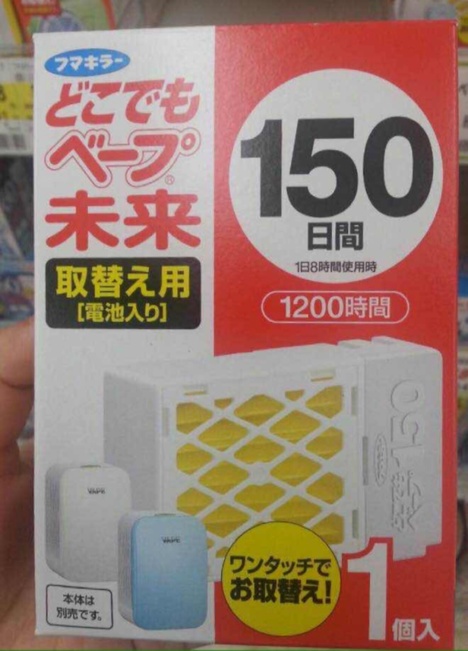 フマキラー
どこでも
ベープ®
未来
取替え用
[電池入り]
150
日間
1日8時間使用時
1200時間
150
VAPE
VAPE
本体は
別売です。
ワンタッチで
お取替え!
1個入